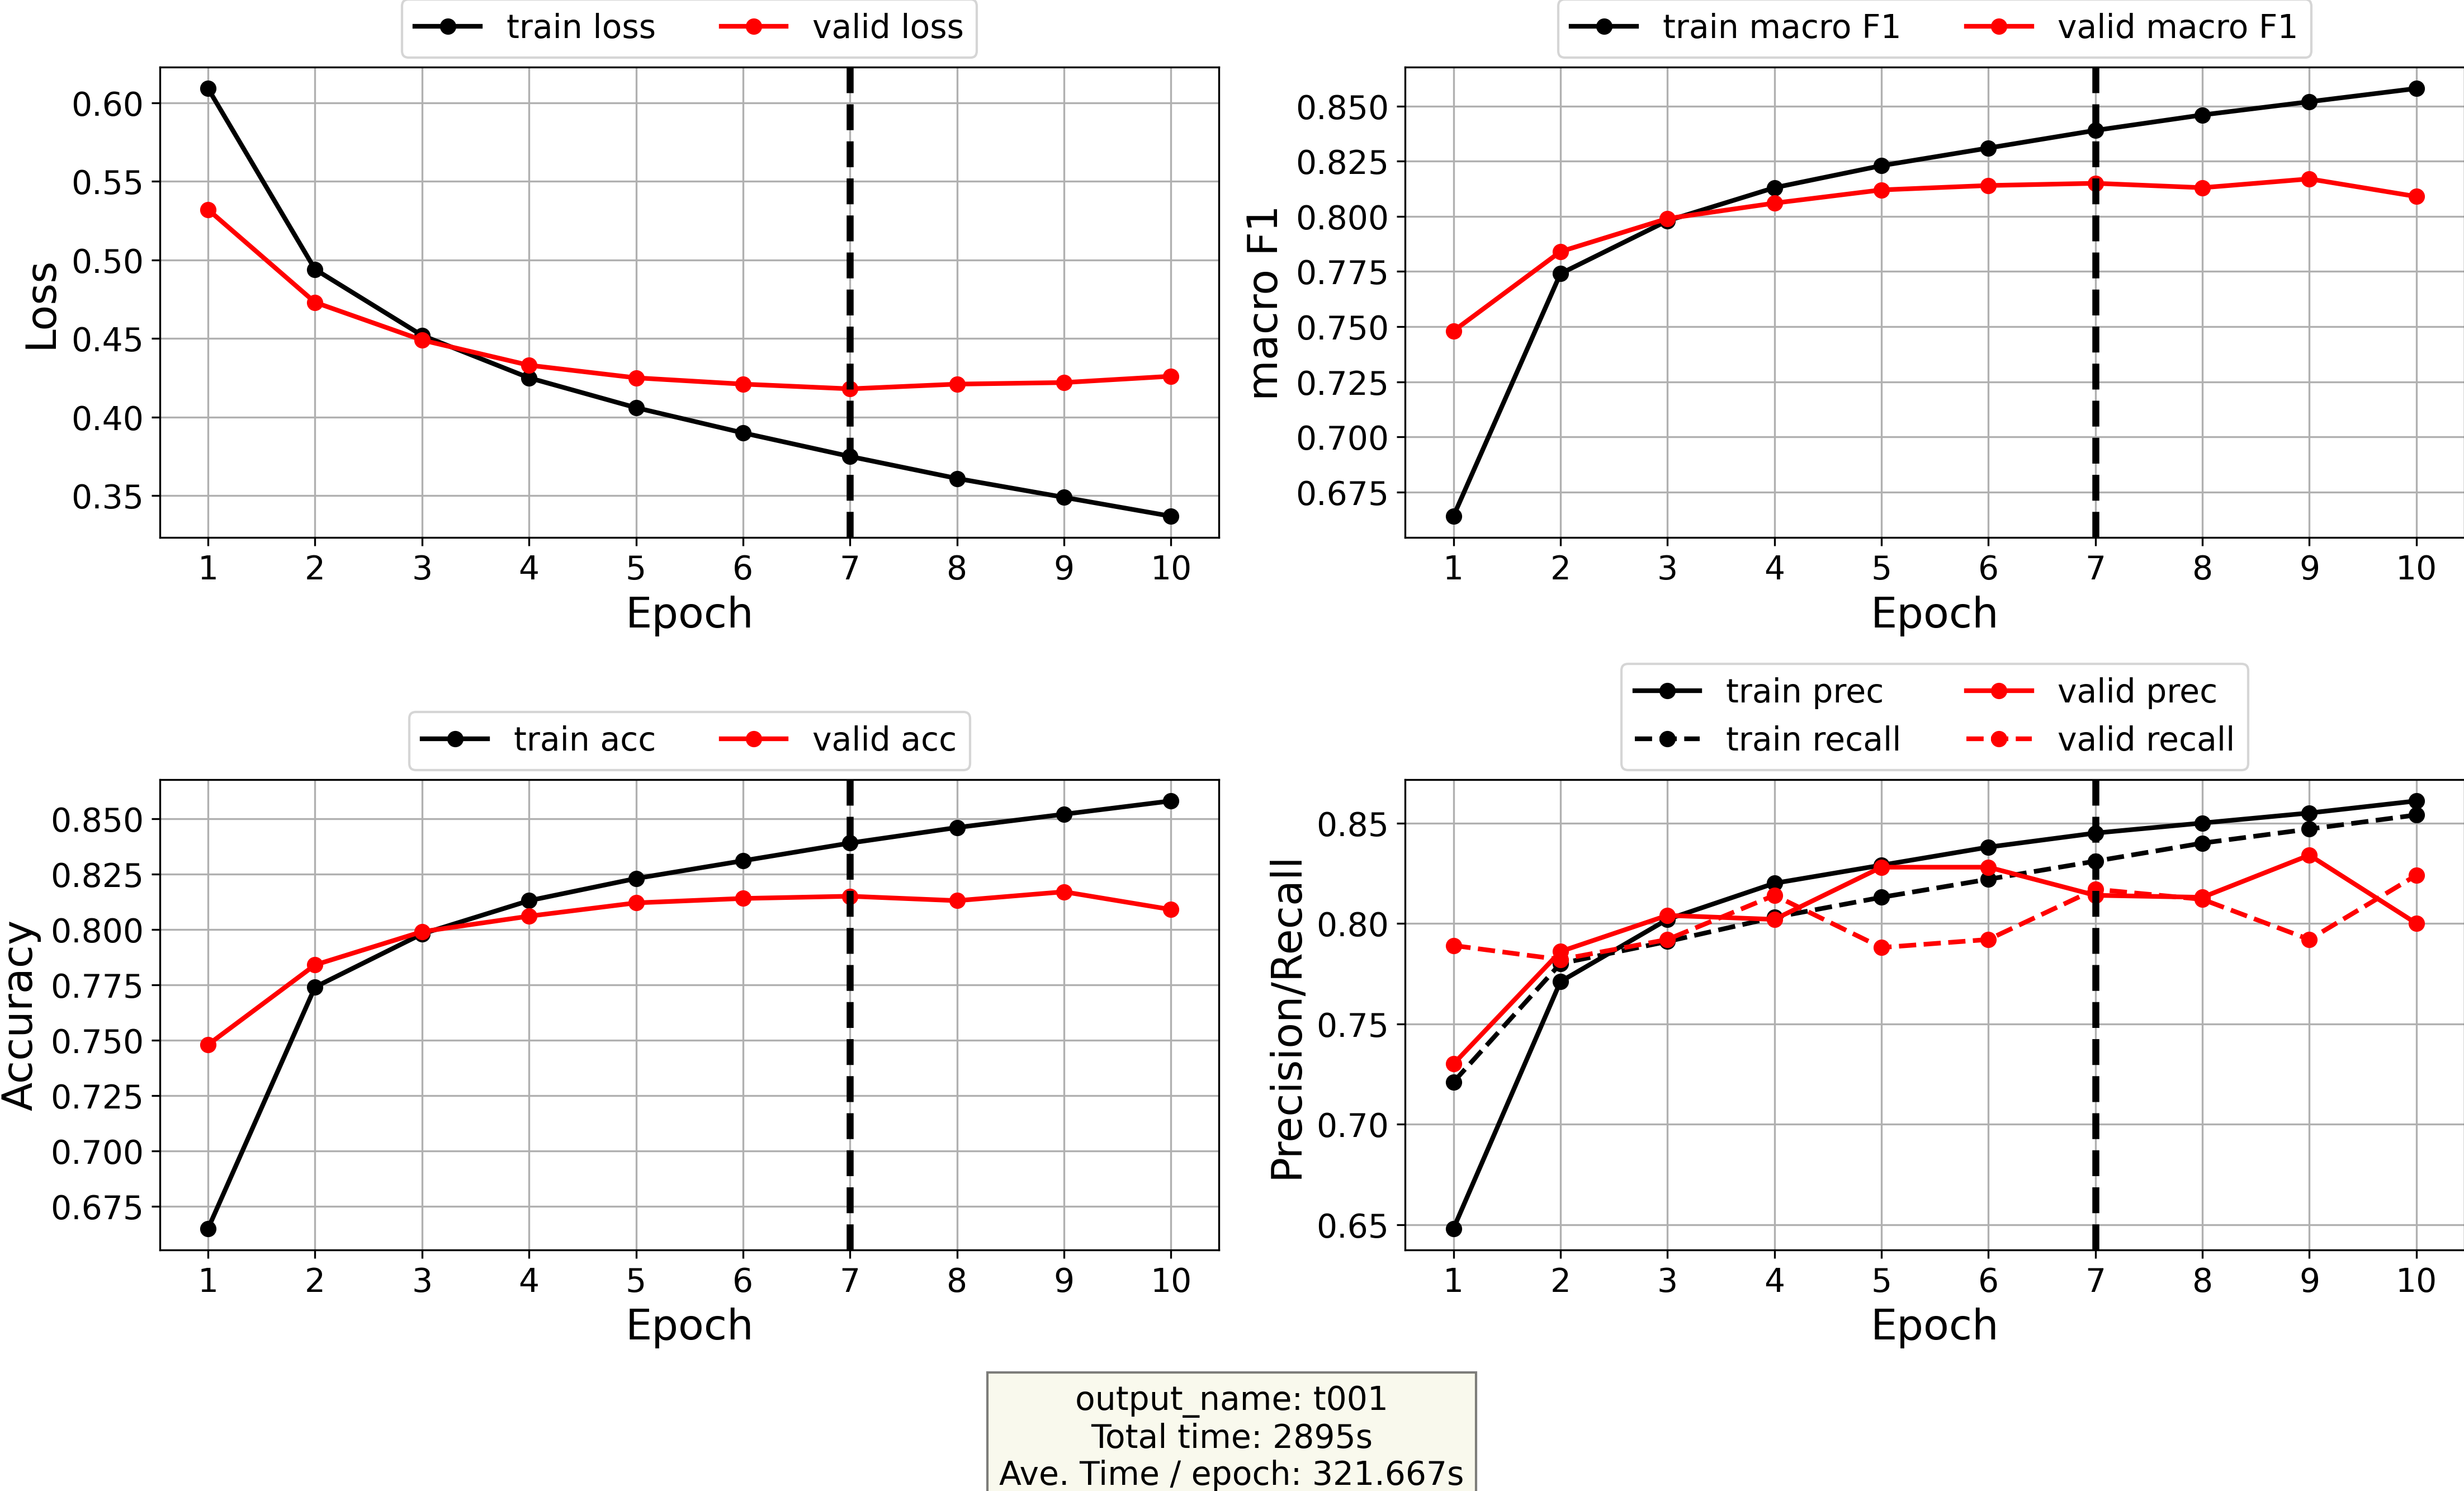 train loss valid loss
0.60
0.55
0.50
0.45
0.40
0.35
Loss
1 2 3 4 5 6 7 8 9 10
Epoch
train macro F1 valid macro F1
0.850
0.825
0.800
0.775
0.750
0.725
0.700
0.675
macro F1
1 2 3 4 5 6 7 8 9 10
Epoch
train acc valid acc
0.850
0.825
0.800
0.775
0.750
0.725
0.700
0.675
Accuracy
1 2 3 4 5 6 7 8 9 10
Epoch
train prec valid prec
train recall valid recall
0.85
0.80
0.75
0.70
0.65
Precision/Recall
1 2 3 4 5 6 7 8 9 10
Epoch
output_name: t001
Total time: 2895s
Ave. Time / epoch: 321.667s